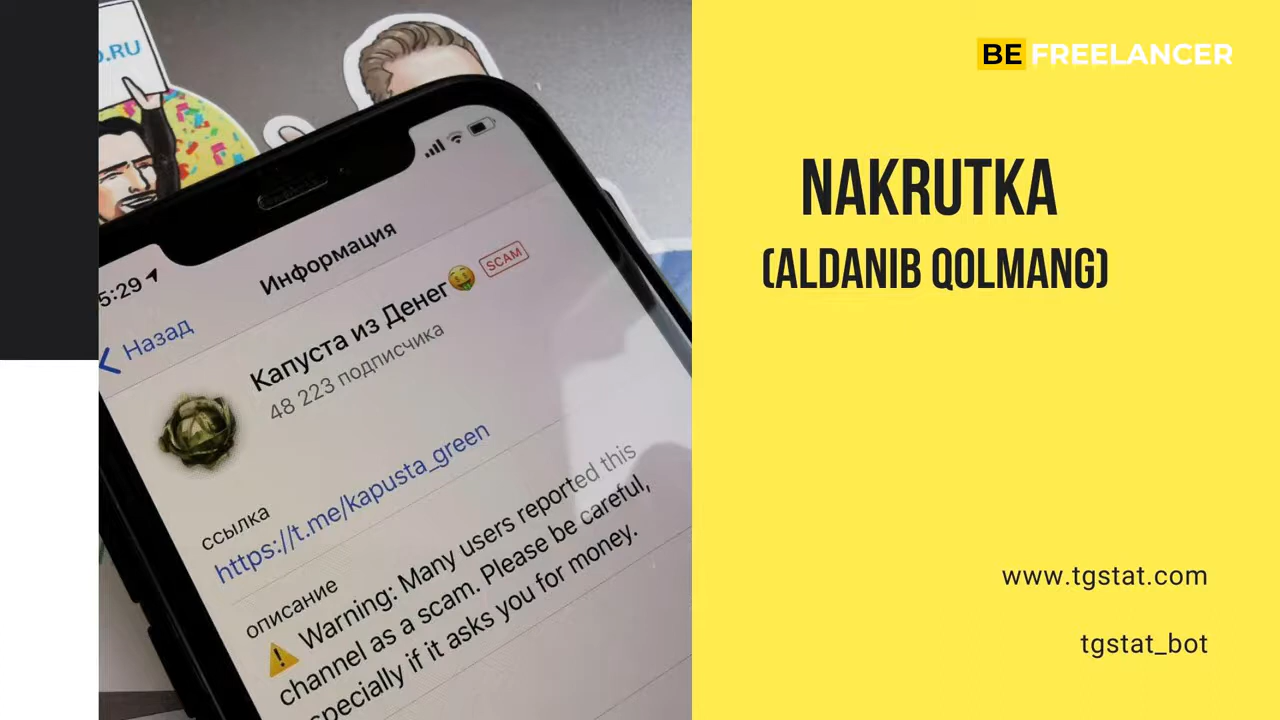 .RU
5:29
Информация
Назад
Капуста из Денег🤑 SCAM
48 223 подписчика
ссылка
https://t.me/kapusta_green
описание
⚠️ Warning: Many users reported this
channel as a scam. Please be careful,
specially if it asks you for money.
BE FREELANCER
NAKRUTKA
(ALDANIB QOLMANG)
www.tgstat.com
tgstat_bot